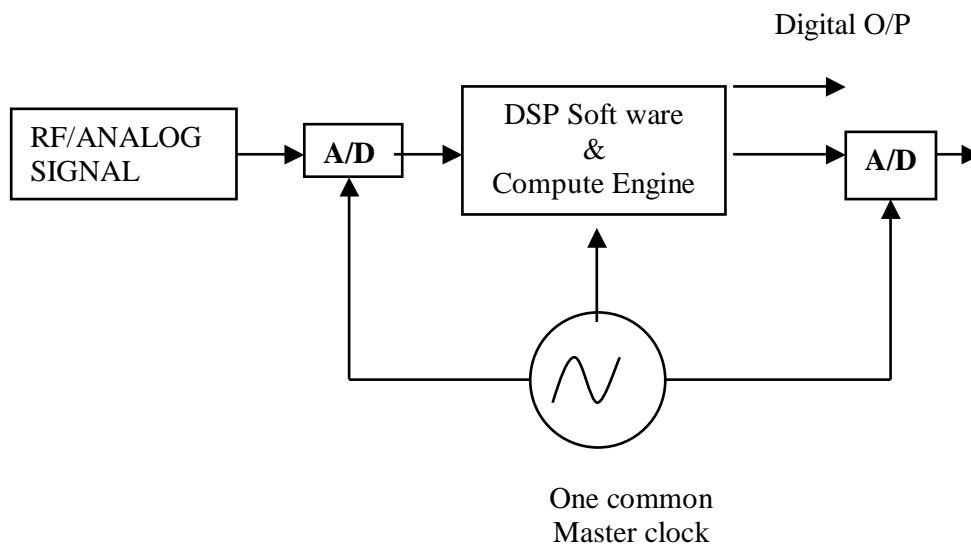 Digital O/P
RF/ANALOG
SIGNAL
A/D
DSP Soft ware
&
Compute Engine
A/D
One common
Master clock